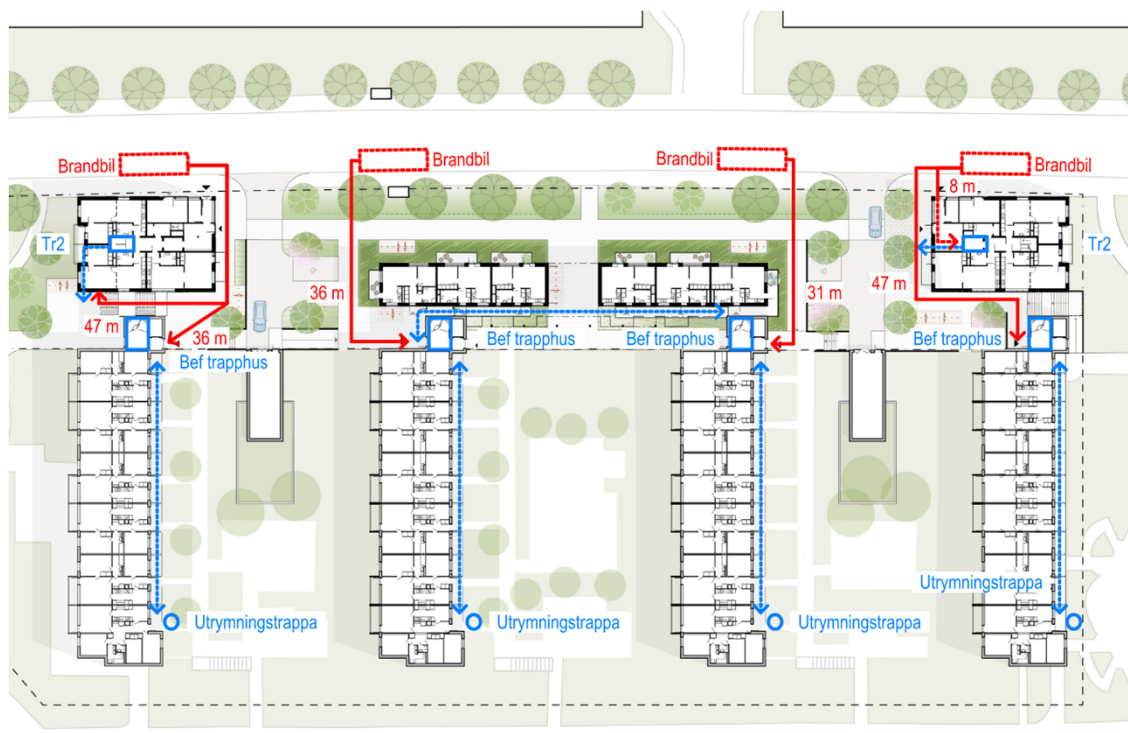 Brandbil
Brandbil
Brandbil
Brandbil
8 m
Tr2
Tr2
36 m
31 m
47 m
47 m
36 m
Bef trapphus
Bef trapphus
Bef trapphus
Bef trapphus
Utrymningstrappa
Utrymningstrappa
Utrymningstrappa
Utrymningstrappa